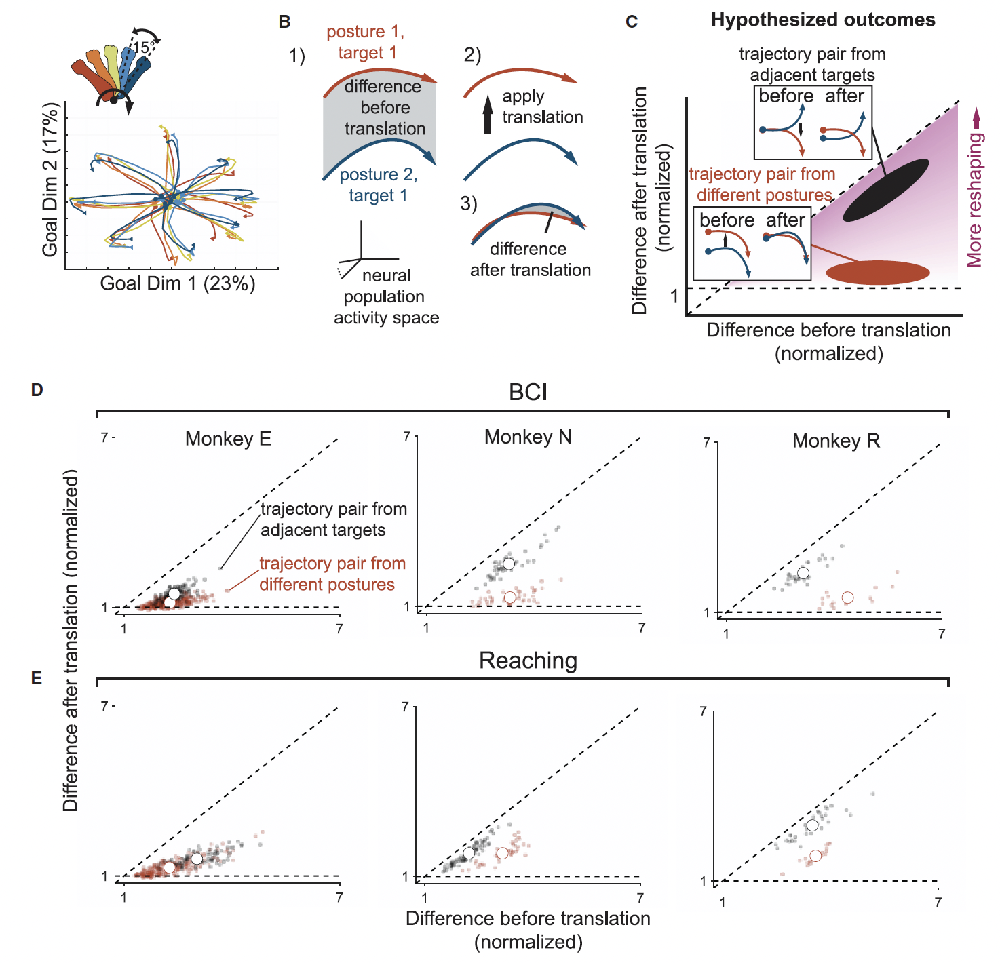 15°
Goal Dim 2 (17%)
Goal Dim 1 (23%)
B
1)
posture 1,
target 1
difference
before
translation
posture 2,
target 1
neural
population
activity space
2)
apply
translation
3)
difference
after translation
C
Hypothesized outcomes
trajectory pair from
adjacent targets
before after
trajectory pair from
different postures
before after
Difference after translation
(normalized)
1
Difference before translation
(normalized)
More reshaping
D
BCI
Difference after translation (normalized)
Monkey E
7
1
1
7
trajectory pair from
adjacent targets
trajectory pair from
different postures
Monkey N
7
1
1
7
Monkey R
7
1
1
7
E
Reaching
7
1
1
7
7
1
1
7
7
1
1
7
Difference before translation
(normalized)